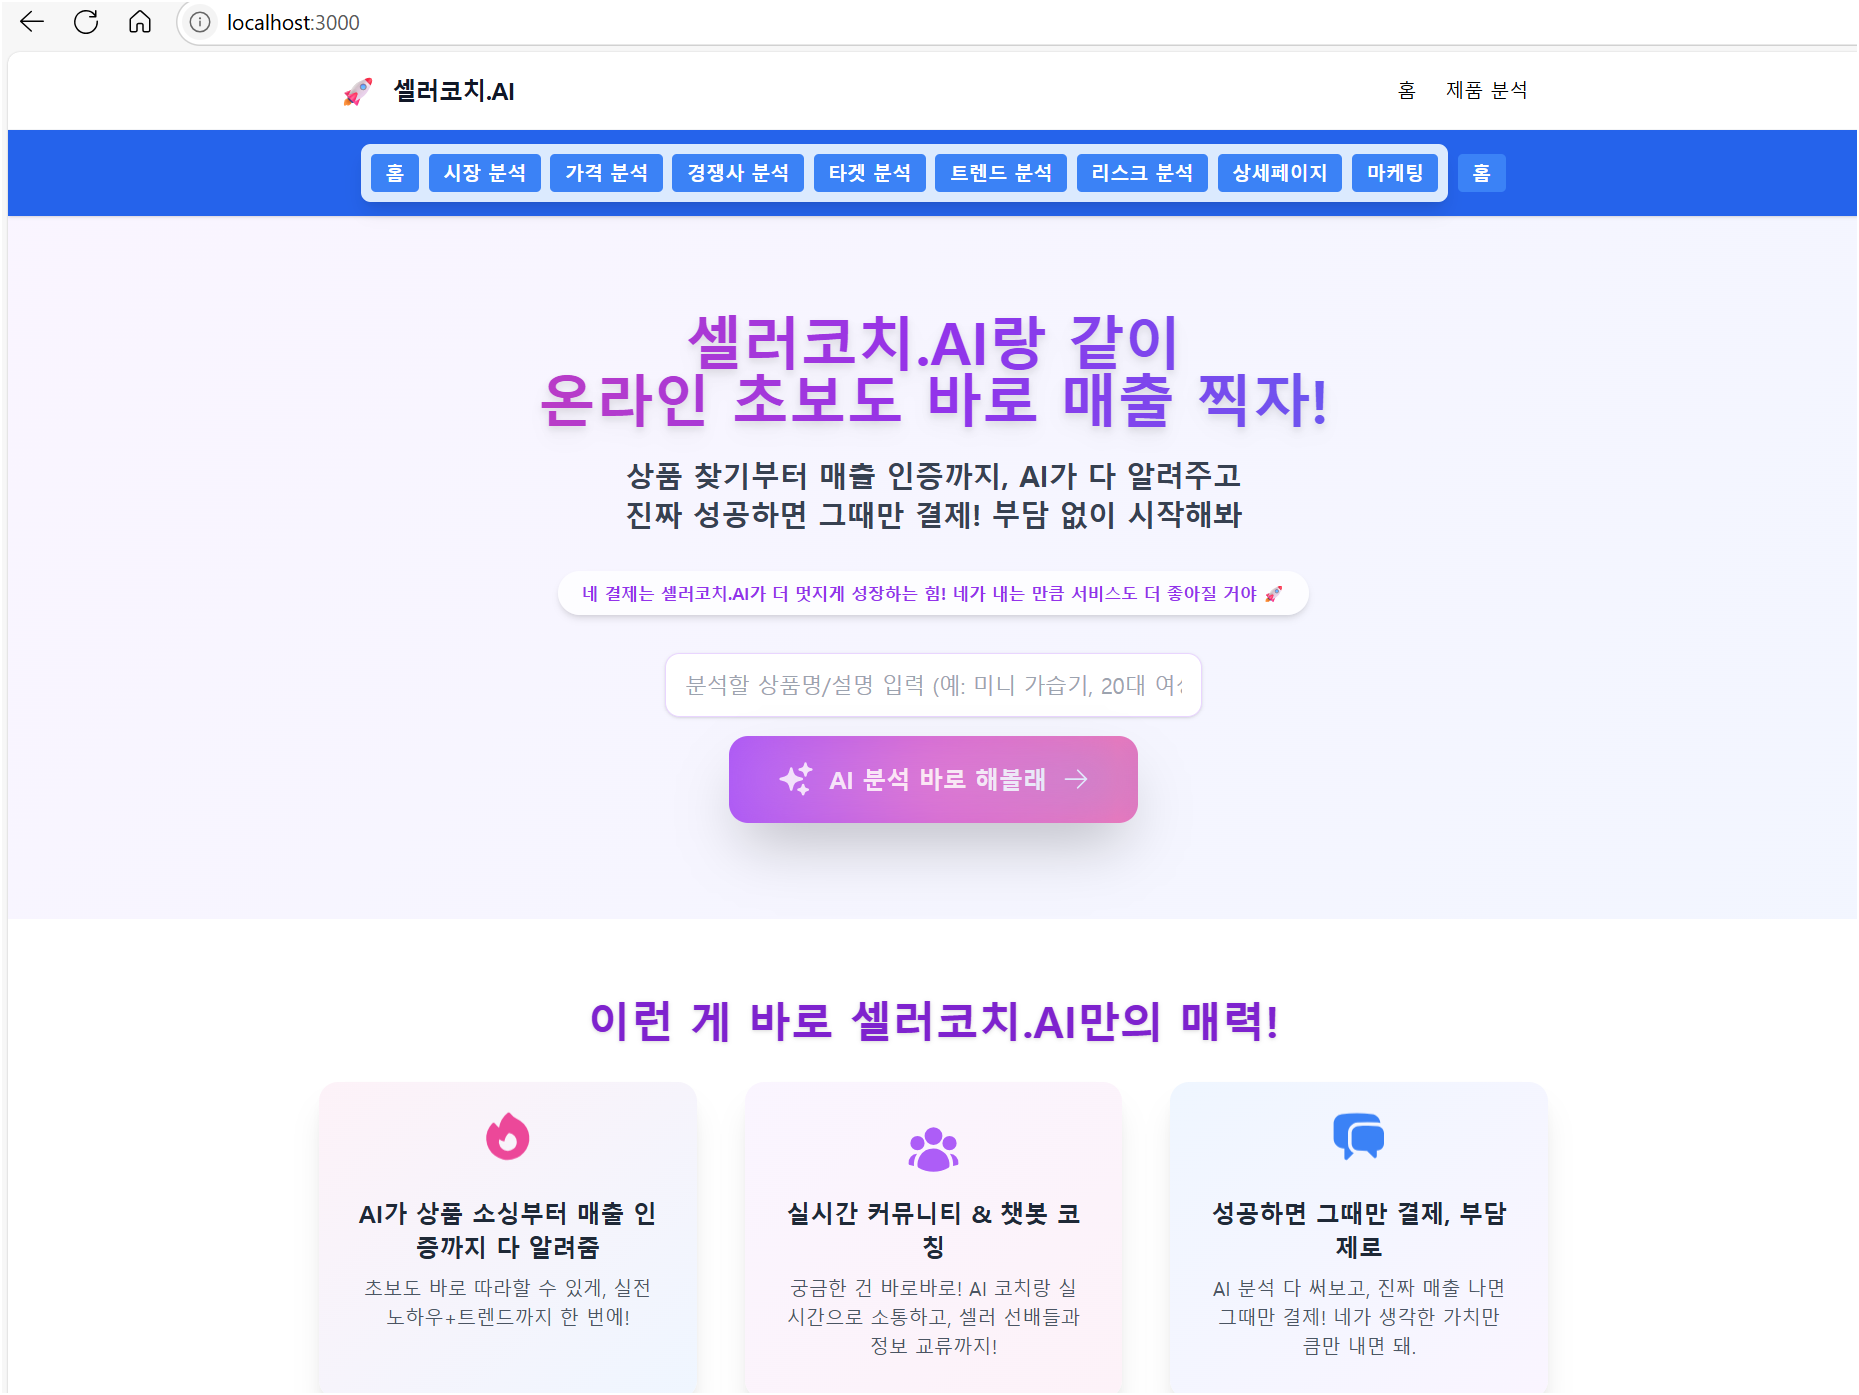 localhost:3000
🚀 셀러코치.AI
홈 제품 분석
홈 시장 분석 가격 분석 경쟁사 분석 타겟 분석 트렌드 분석 리스크 분석 상세페이지 마케팅 홈
셀러코치.AI랑 같이
온라인 초보도 바로 매출 찍자!
상품 찾기부터 매출 인증까지, AI가 다 알려주고
진짜 성공하면 그때만 결제! 부담 없이 시작해봐
네 결제는 셀러코치.AI가 더 멋지게 성장하는 힘! 네가 내는 만큼 서비스도 더 좋아질 거야 🚀
분석할 상품명/설명 입력 (예: 미니 가습기, 20대 여
AI 분석 바로 해볼래 →
이런 게 바로 셀러코치.AI만의 매력!
AI가 상품 소싱부터 매출 인
증까지 다 알려줌
초보도 바로 따라할 수 있게, 실전
노하우+트렌드까지 한 번에!
실시간 커뮤니티 & 챗봇 코
칭
궁금한 건 바로바로! AI 코치랑 실
시간으로 소통하고, 셀러 선배들과
정보 교류까지!
성공하면 그때만 결제, 부담
제로
AI 분석 다 써보고, 진짜 매출 나면
그때만 결제! 네가 생각한 가치만
큼만 내면 돼.